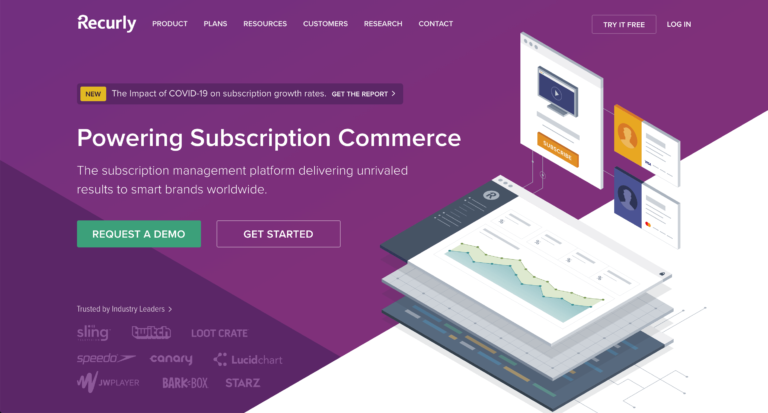 Recurly
PRODUCT PLANS RESOURCES CUSTOMERS RESEARCH CONTACT
TRY IT FREE LOG IN
NEW The Impact of COVID-19 on subscription growth rates. GET THE REPORT >
Powering Subscription Commerce
The subscription management platform delivering unrivaled
results to smart brands worldwide.
REQUEST A DEMO GET STARTED
SUBSCRIBE
VISA
R
Trusted by Industry Leaders >
sling twitch LOOT CRATE
speedo canary Lucidchart
JWPLAYER BARK BOX STARZ